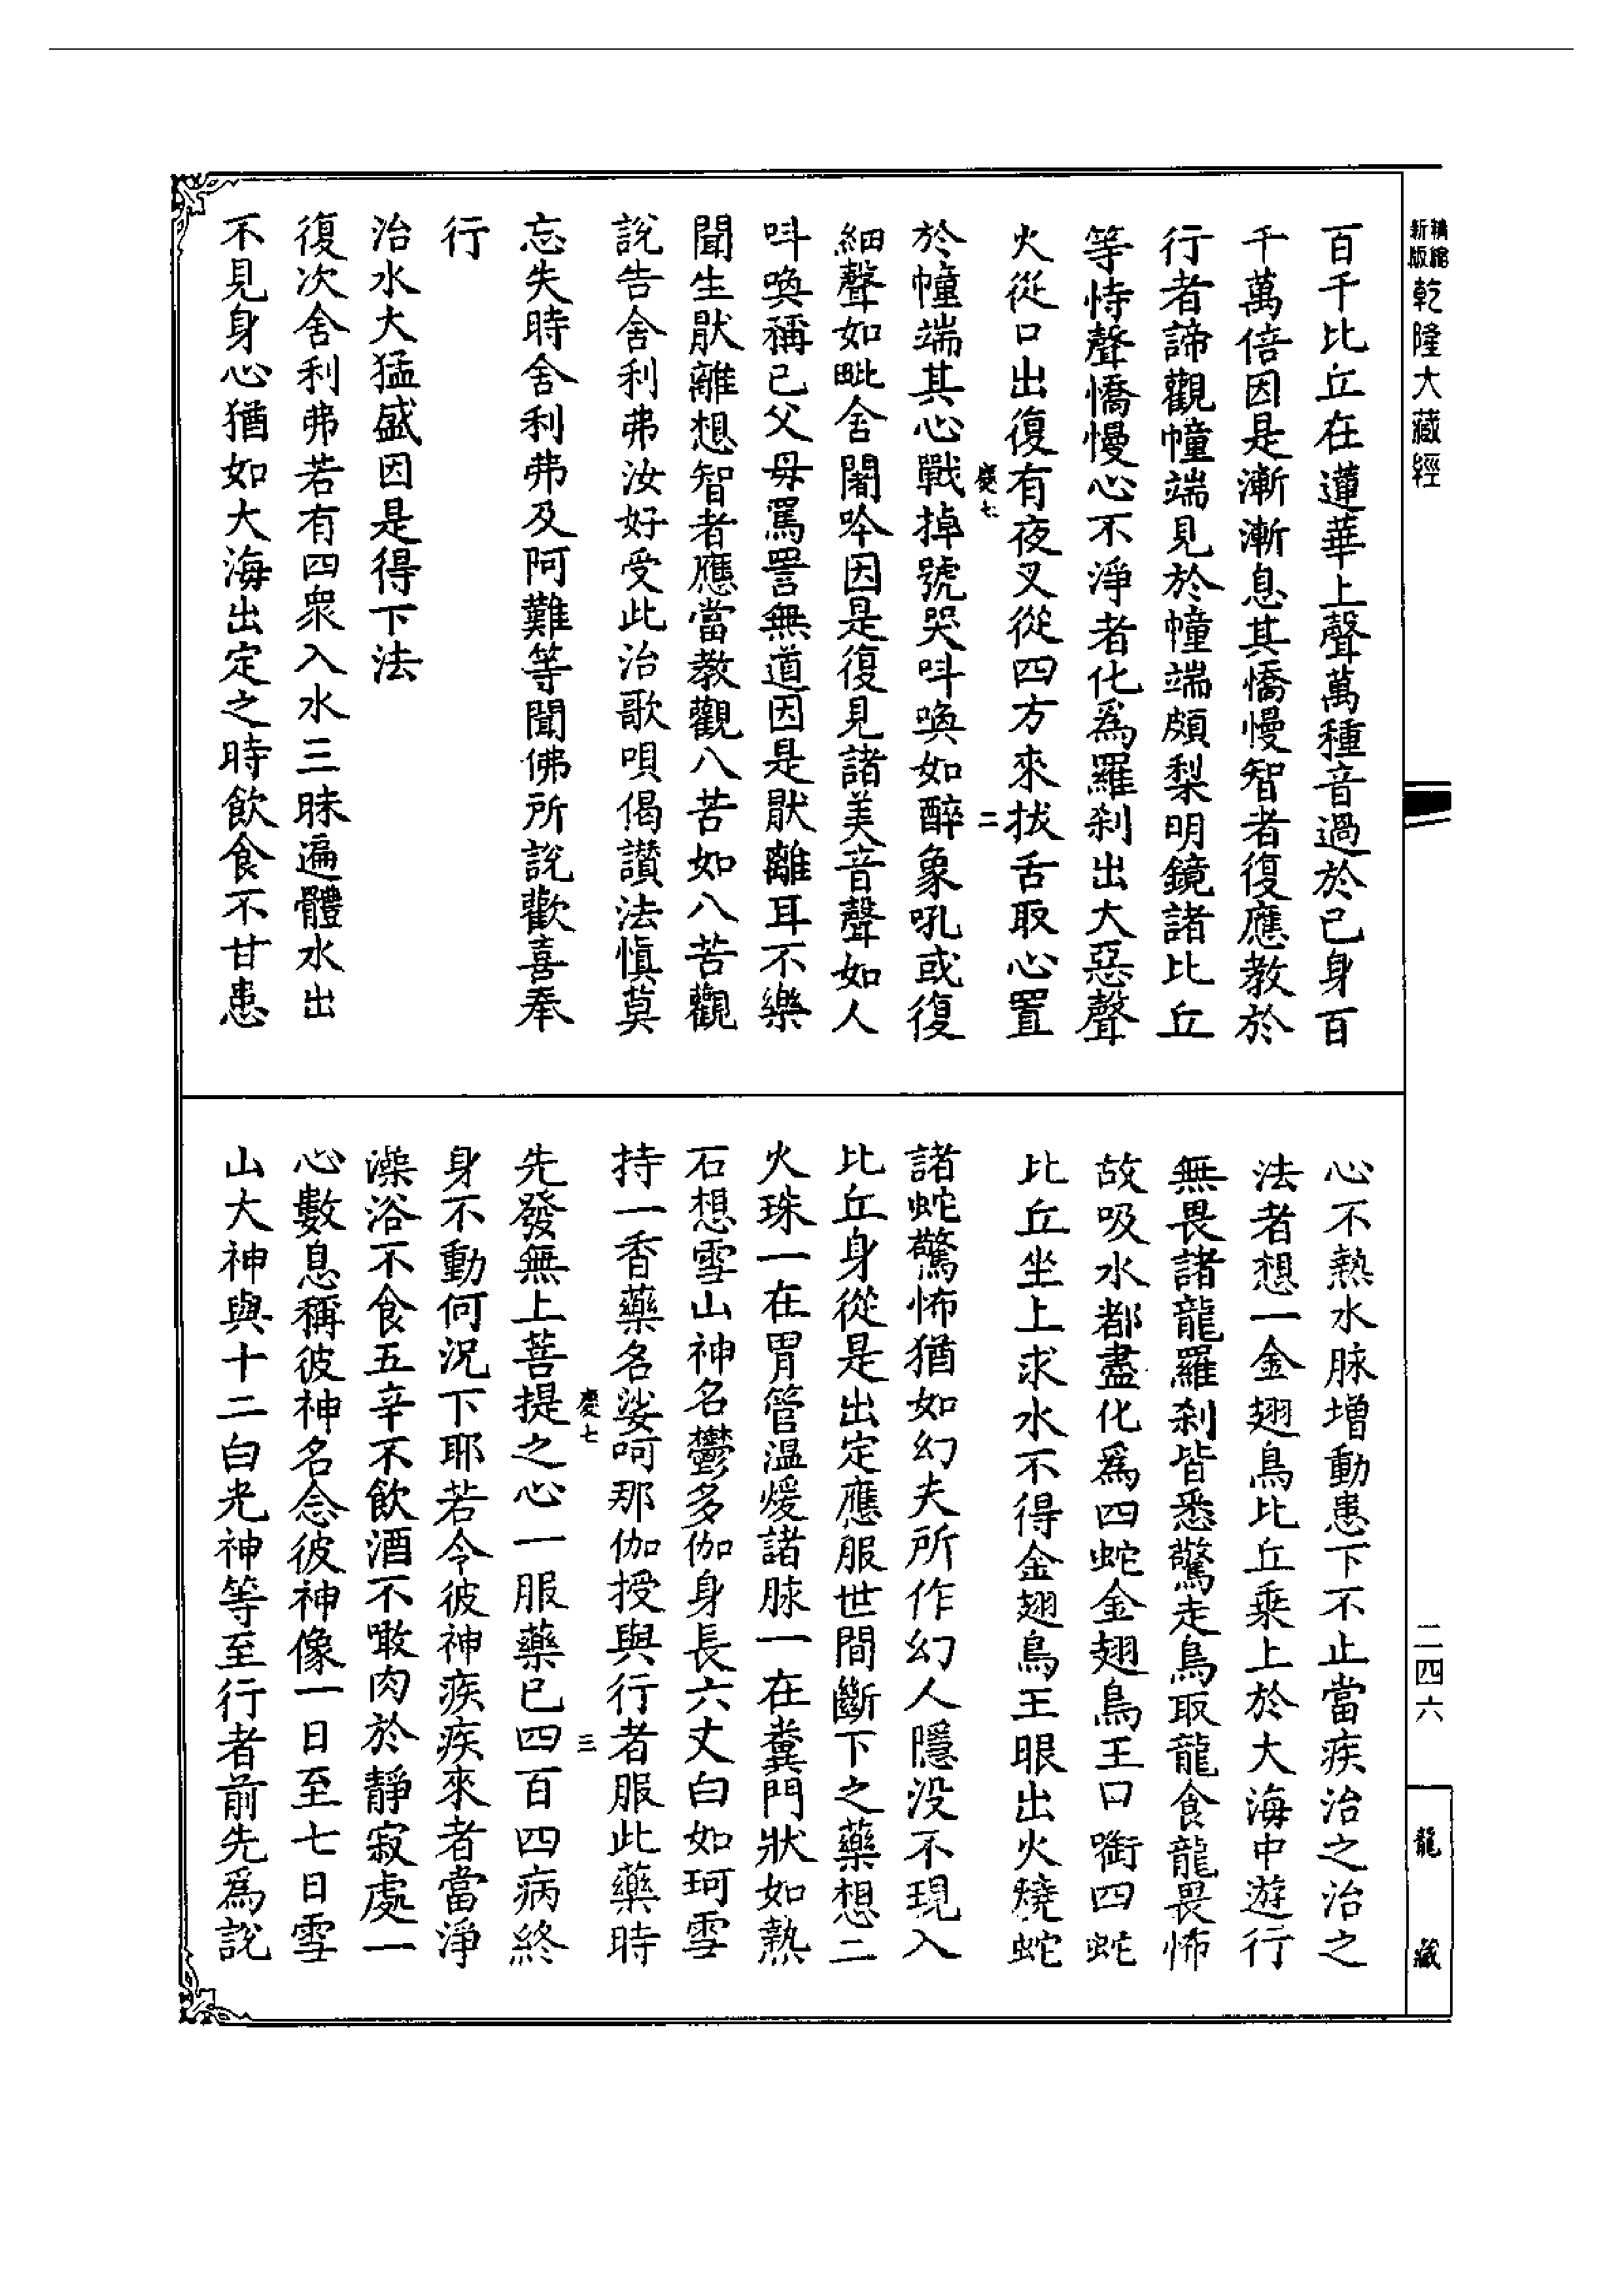 新版精縮乾隆大藏經
百千比丘在蓮華上聲萬種音過於已身百
千萬倍因是漸漸息其憍慢智者復應教於
行者諦觀幢端見於幢端頗梨明鏡諸比丘
等恃聲憍慢心不淨者化爲羅刹出大惡聲
火從口出復有夜叉從四方來拔舌取心置
慶七 二
於幢端其心戰掉號哭呌喚如醉象吼或復
細聲如毗舍闍吟因是復見諸美音聲如人
呌喚稱已父母罵詈無道因是厭離耳不樂
聞生厭離想智者應當教觀八苦如八苦觀
說告舍利弗汝好受此治歌唄偈讃法愼莫
忘失時舍利弗及阿難等聞佛所說歡喜奉
行
治水大猛盛因是得下法
復次舍利弗若有四衆入水三昧遍體水出
不見身心猶如大海出定之時飲食不甘患
心不熱水脉增動患下不止當疾治之治之
法者想一金翅鳥比丘乘上於大海中遊行
無畏諸龍羅刹皆悉驚走鳥取龍食龍畏怖
故吸水都盡化爲四蛇金翅鳥王口銜四蛇
比丘坐上求水不得金翅鳥王眼出火燒蛇
諸蛇驚怖猶如幻夫所作幻人隱没不現入
比丘身從是出定應服世間斷下之藥想二
火珠一在胃管温煖諸脉一在糞門狀如熱
石想雪山神名鬱多伽身長六丈白如珂雪
持一香藥名娑呵那伽授與行者服此藥時
慶七 三
先發無上菩提之心一服藥已四百四病終
身不動何況下耶若令彼神疾疾來者當淨
澡浴不食五辛不飲酒不噉肉於靜寂處一
心數息稱彼神名念彼神像一日至七日雪
山大神與十二白光神等至行者前先爲說
二四六
龍藏